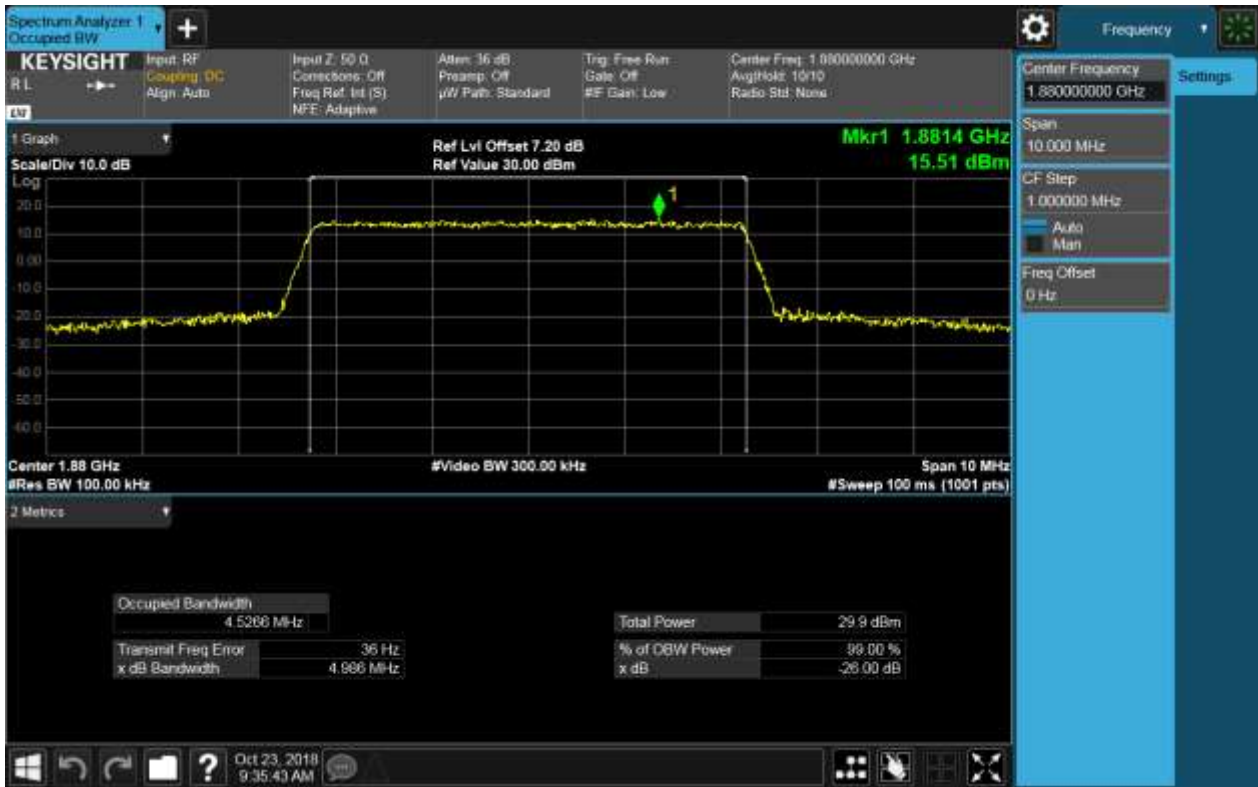 Spectrum Analyzer 1
Occupied BW
+
Frequency
KEYSIGHT
R L
Input: RF
Coupling: DC
Align: Auto
Input Z: 50 Ω
Corrections: Off
Freq Ref: Int (S)
NFE: Adaptive
Atten: 36 dB
Preamp: Off
µW Path: Standard
Trig: Free Run
Gate: Off
#IF Gain: Low
Center Freq: 1.880000000 GHz
Avg|Hold: 10/10
Radio Std: None
Center Frequency
1.880000000 GHz
Settings
Span
10.000 MHz
CF Step
1.000000 MHz
Auto
Man
Freq Offset
0 Hz
1 Graph
Scale/Div 10.0 dB
Ref Lvl Offset 7.20 dB
Ref Value 30.00 dBm
Mkr1 1.8814 GHz
15.51 dBm
Log
20.0
10.0
0.00
-10.0
-20.0
-30.0
-40.0
-50.0
-60.0
1
Center 1.88 GHz
#Res BW 100.00 kHz
#Video BW 300.00 kHz
Span 10 MHz
#Sweep 100 ms (1001 pts)
2 Metrics
Occupied Bandwidth
4.5266 MHz
Transmit Freq Error 36 Hz
x dB Bandwidth 4.986 MHz
Total Power 29.9 dBm
% of OBW Power 99.00 %
x dB -26.00 dB
?
Oct 23, 2018
9:35:43 AM